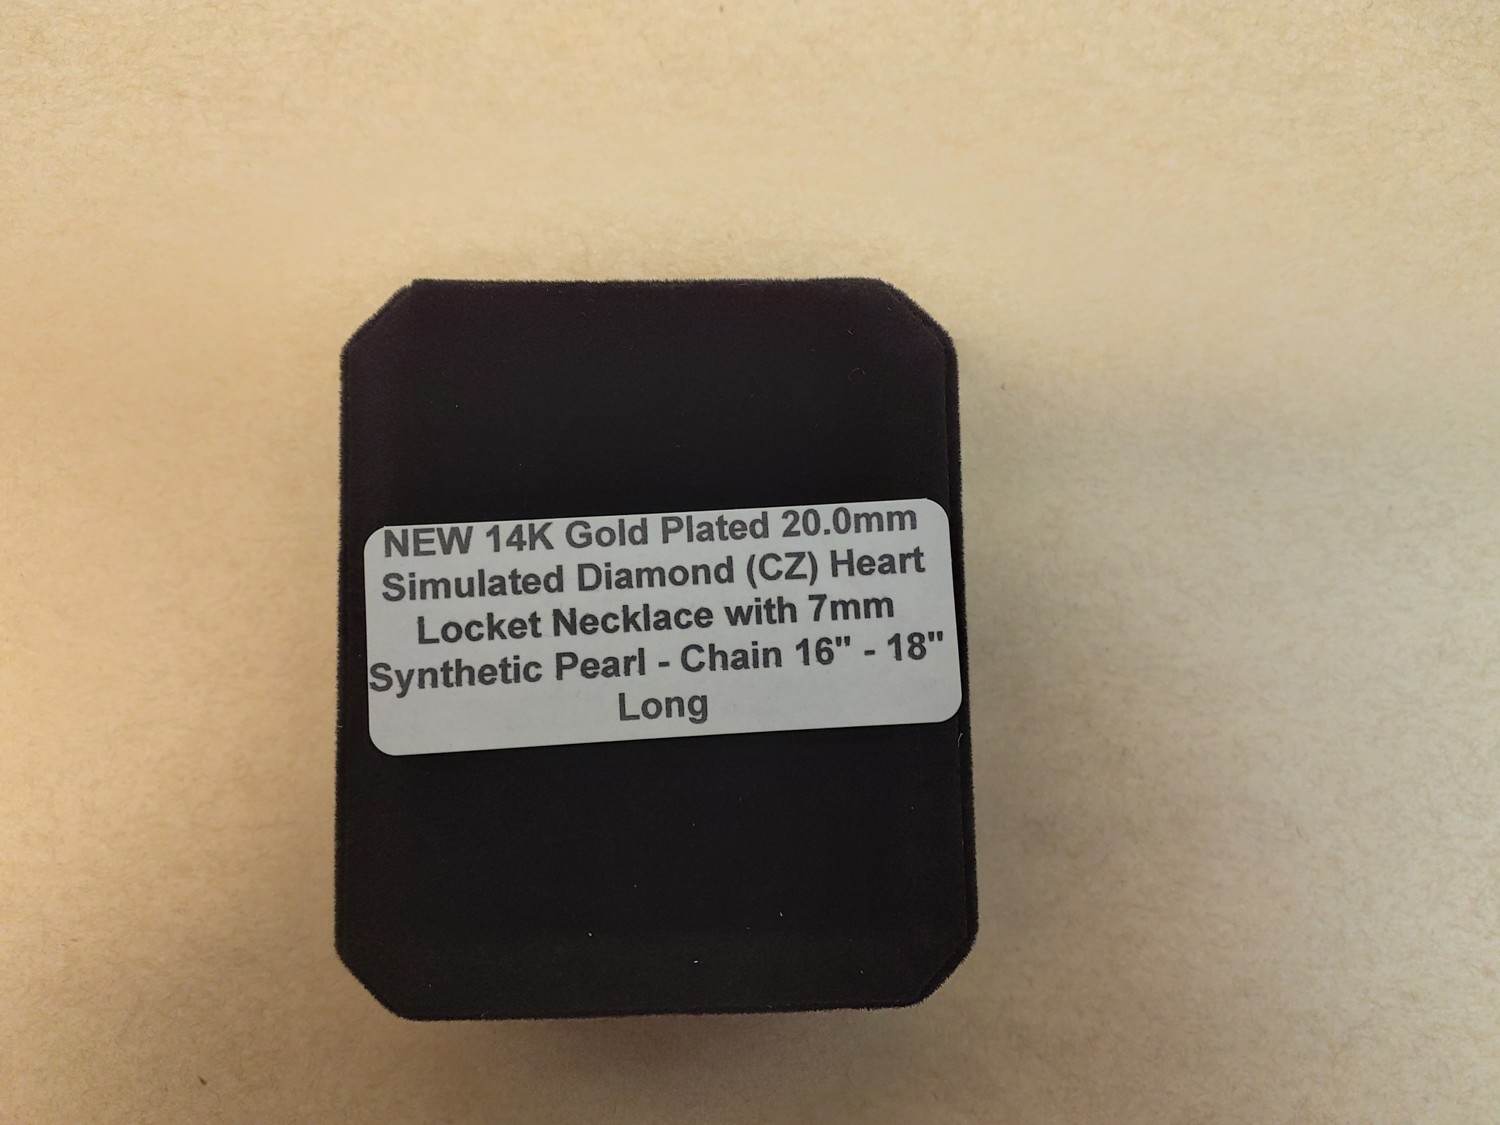 NEW 14K Gold Plated 20.0mm
Simulated Diamond (CZ) Heart
Locket Necklace with 7mm
Synthetic Pearl - Chain 16" - 18"
Long